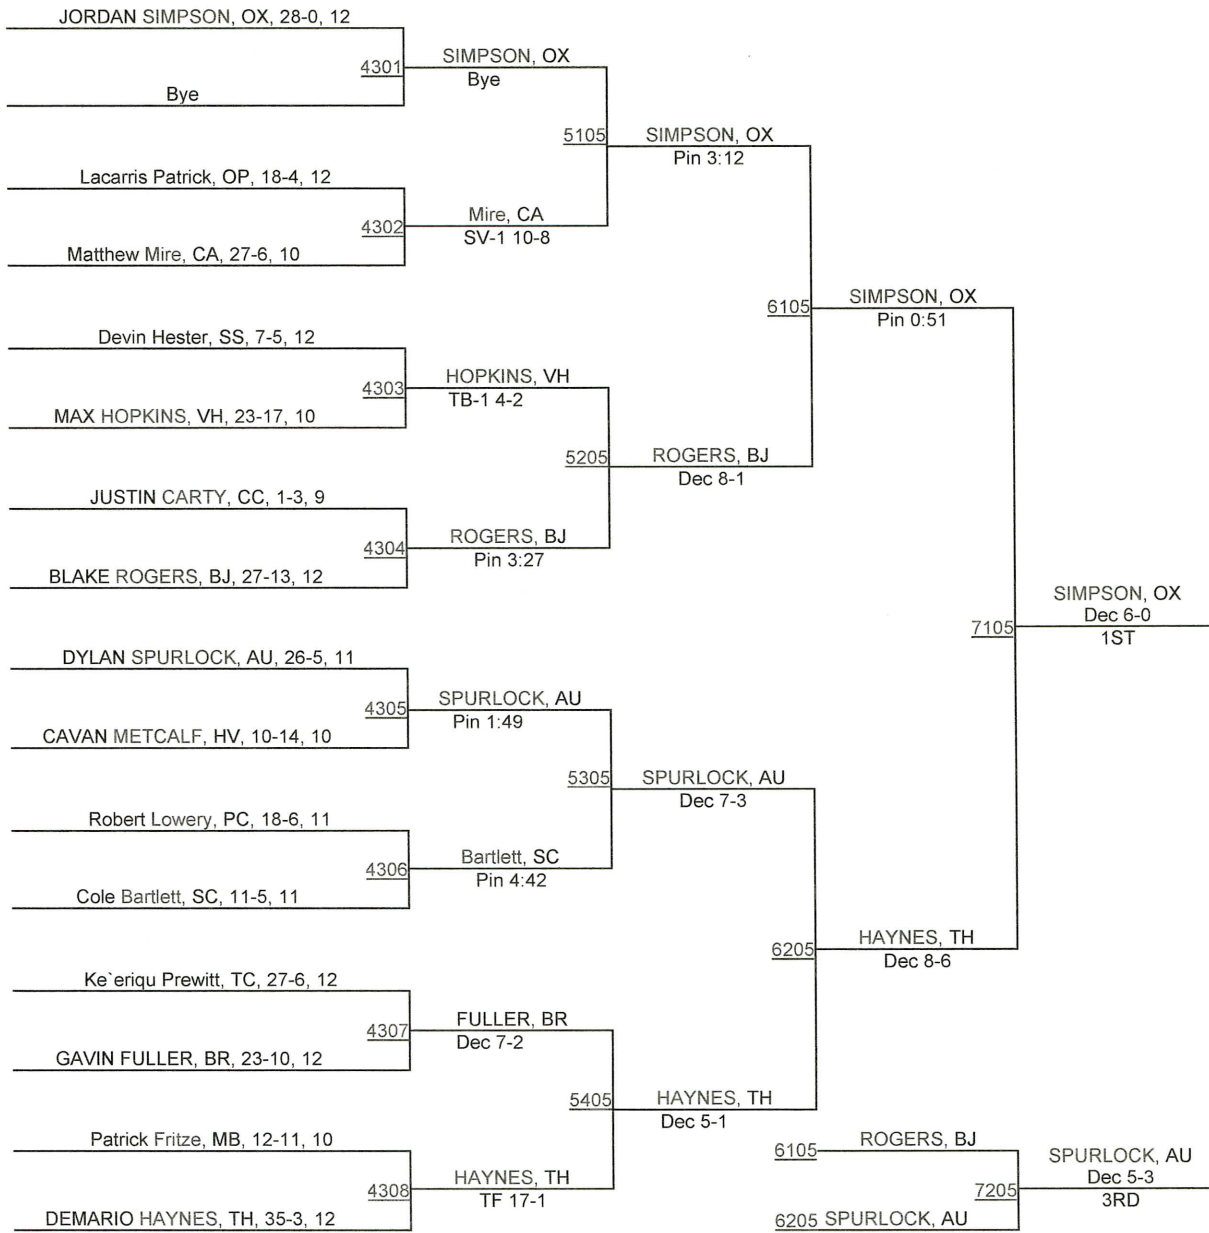 JORDAN SIMPSON, OX, 28-0, 12
4301
SIMPSON, OX
Bye
Bye
5105
SIMPSON, OX
Pin 3:12
Lacarris Patrick, OP, 18-4, 12
4302
Mire, CA
SV-1 10-8
Matthew Mire, CA, 27-6, 10
6105
SIMPSON, OX
Pin 0:51
Devin Hester, SS, 7-5, 12
4303
HOPKINS, VH
TB-1 4-2
MAX HOPKINS, VH, 23-17, 10
5205
ROGERS, BJ
Dec 8-1
JUSTIN CARTY, CC, 1-3, 9
4304
ROGERS, BJ
Pin 3:27
BLAKE ROGERS, BJ, 27-13, 12
7105
SIMPSON, OX
Dec 6-0
1ST
DYLAN SPURLOCK, AU, 26-5, 11
4305
SPURLOCK, AU
Pin 1:49
CAVAN METCALF, HV, 10-14, 10
5305
SPURLOCK, AU
Dec 7-3
Robert Lowery, PC, 18-6, 11
4306
Bartlett, SC
Pin 4:42
Cole Bartlett, SC, 11-5, 11
6205
HAYNES, TH
Dec 8-6
Ke`eriqu Prewitt, TC, 27-6, 12
4307
FULLER, BR
Dec 7-2
GAVIN FULLER, BR, 23-10, 12
5405
HAYNES, TH
Dec 5-1
Patrick Fritze, MB, 12-11, 10
4308
HAYNES, TH
TF 17-1
DEMARIO HAYNES, TH, 35-3, 12
6105
ROGERS, BJ
7205
SPURLOCK, AU
Dec 5-3
3RD
6205 SPURLOCK, AU